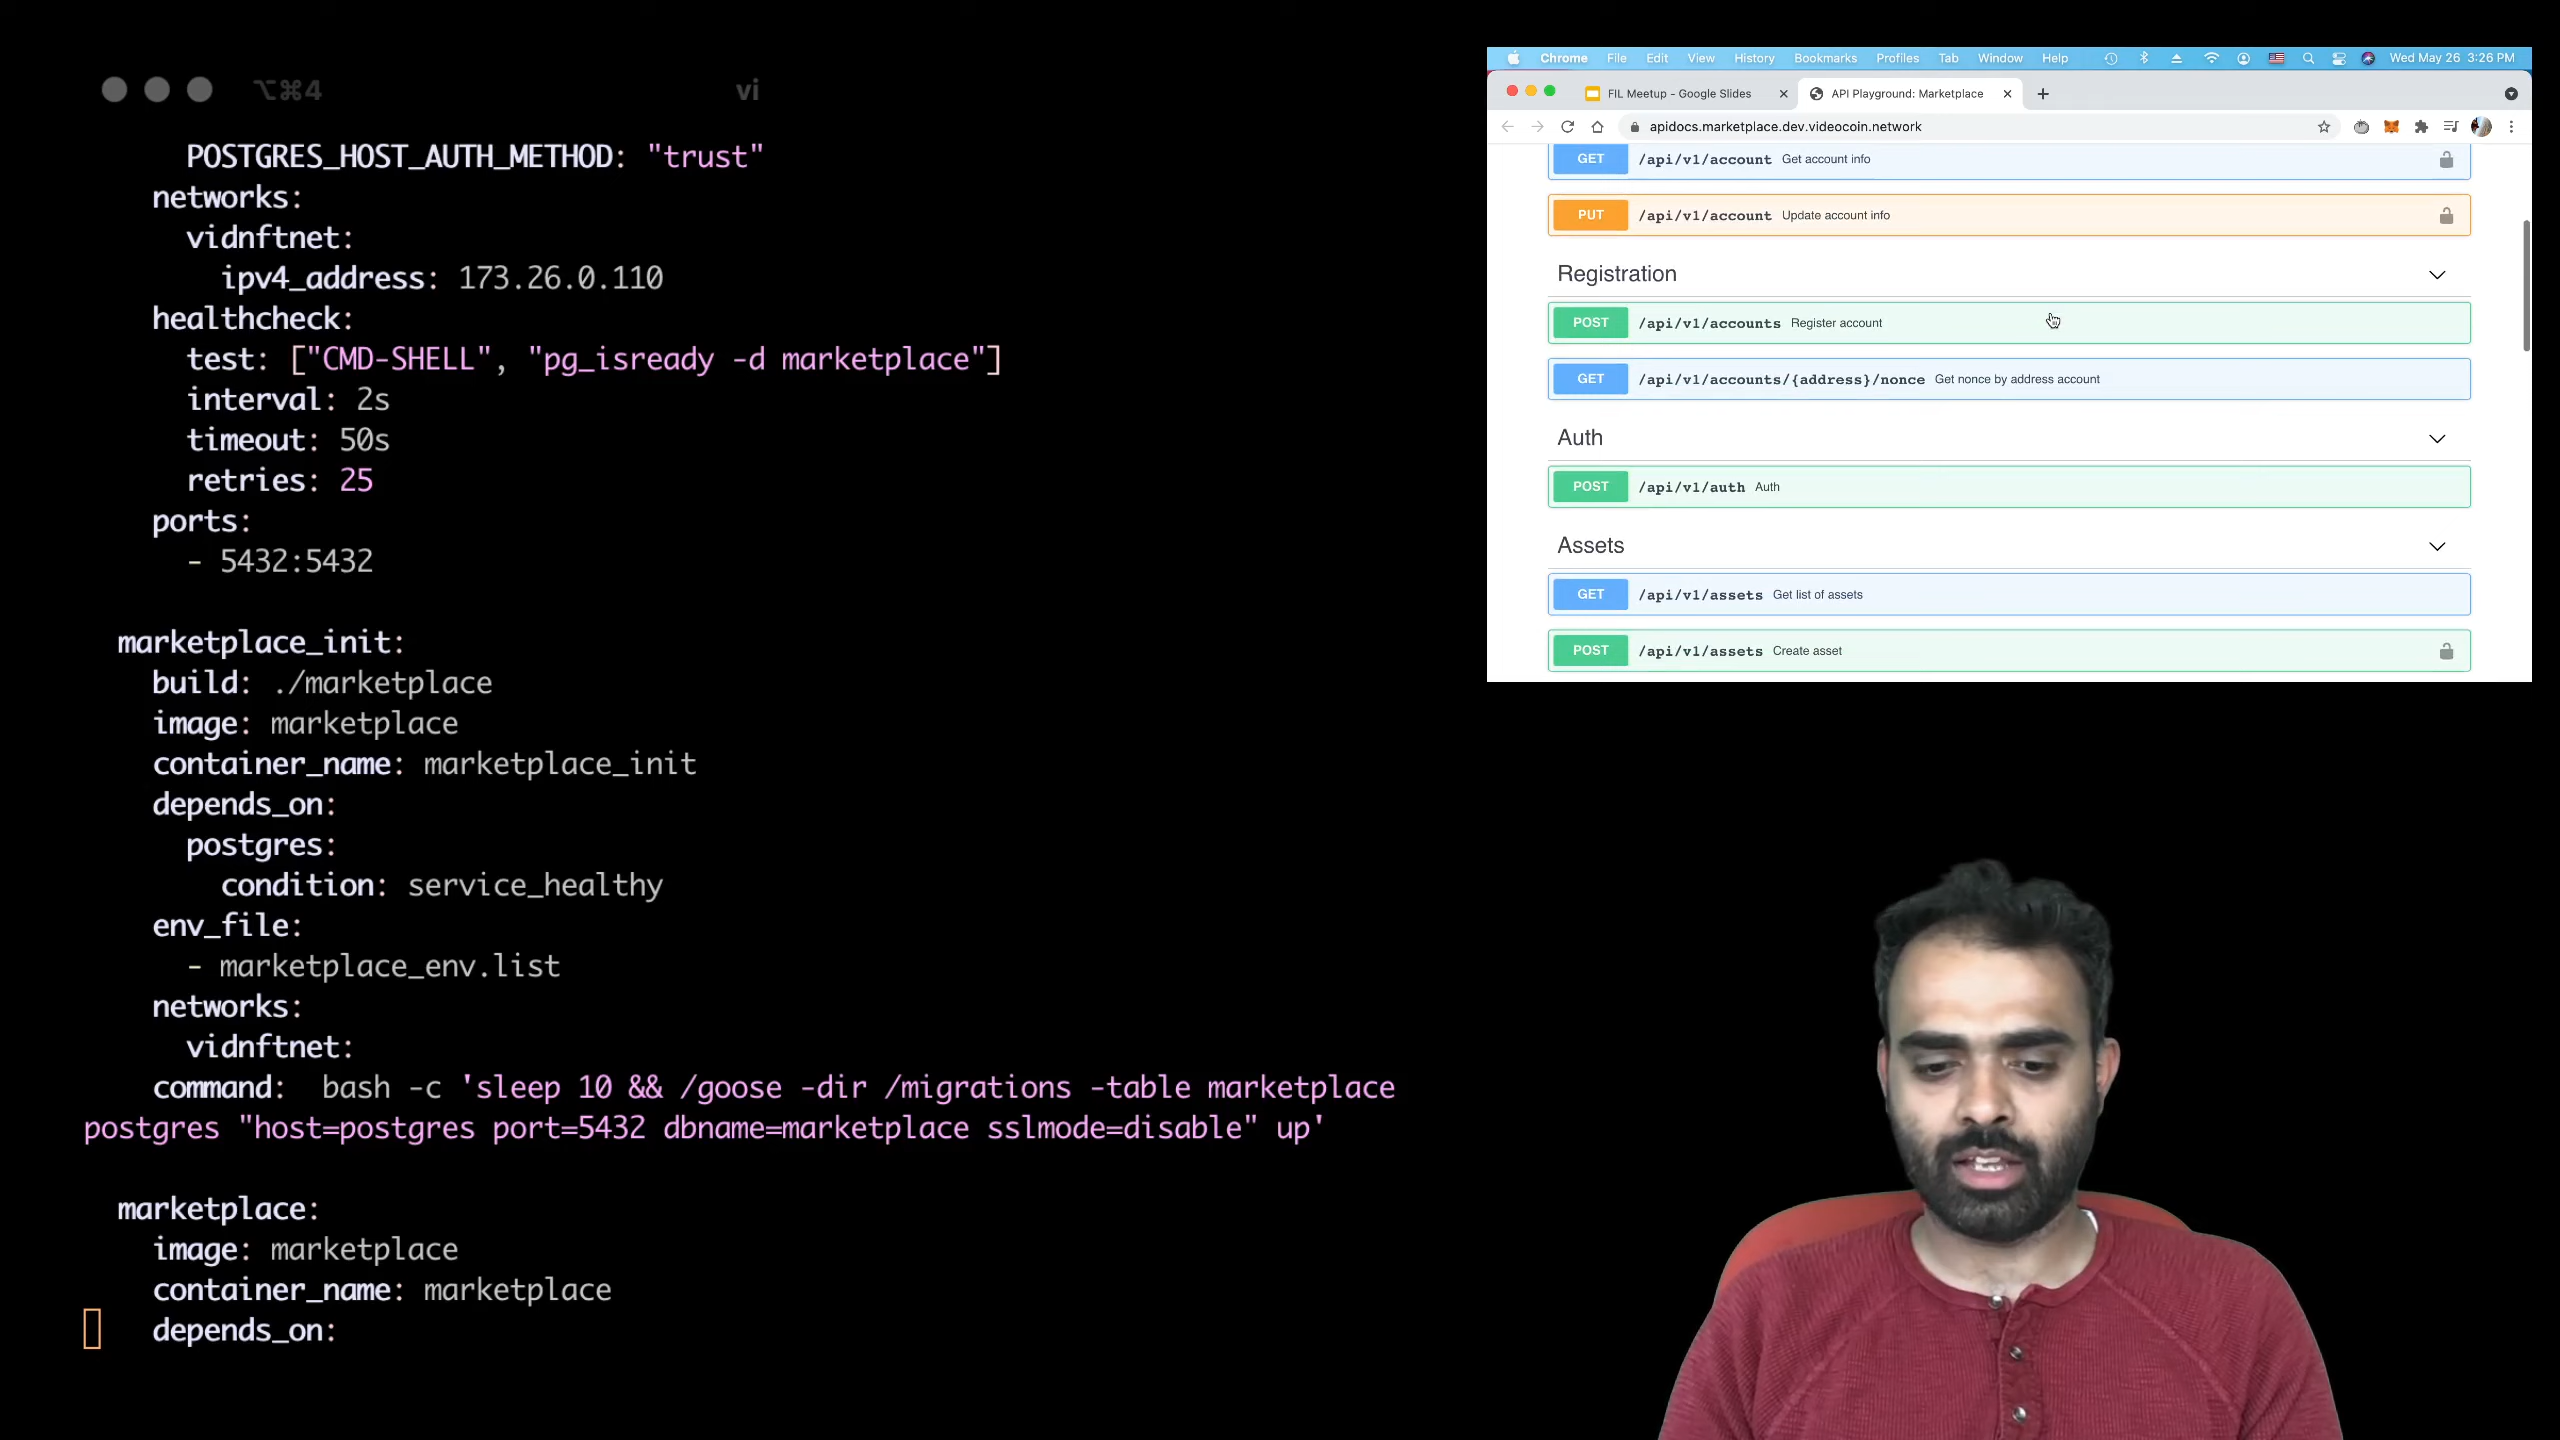 ⌥⌘4
vi
POSTGRES_HOST_AUTH_METHOD: "trust"
networks:
vidnftnet:
ipv4_address: 173.26.0.110
healthcheck:
test: ["CMD-SHELL", "pg_isready -d marketplace"]
interval: 2s
timeout: 50s
retries: 25
ports:
- 5432:5432
marketplace_init:
build: ./marketplace
image: marketplace
container_name: marketplace_init
depends_on:
postgres:
condition: service_healthy
env_file:
- marketplace_env.list
networks:
vidnftnet:
command:  bash -c 'sleep 10 && /goose -dir /migrations -table marketplace
postgres "host=postgres port=5432 dbname=marketplace sslmode=disable" up'
marketplace:
image: marketplace
container_name: marketplace
depends_on:
Chrome File Edit View History Bookmarks Profiles Tab Window Help Wed May 26 3:26 PM
FIL Meetup - Google Slides
API Playground: Marketplace
apidocs.marketplace.dev.videocoin.network
GET /api/v1/account Get account info
PUT /api/v1/account Update account info
Registration
POST /api/v1/accounts Register account
GET /api/v1/accounts/{address}/nonce Get nonce by address account
Auth
POST /api/v1/auth Auth
Assets
GET /api/v1/assets Get list of assets
POST /api/v1/assets Create asset